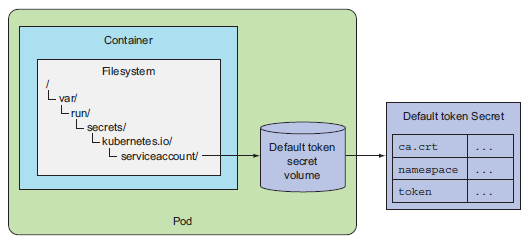 Container
Filesystem
/
var/
run/
secrets/
kubernetes.io/
serviceaccount/
Default token
secret
volume
Pod
Default token Secret
ca.crt ...
namespace ...
token ...